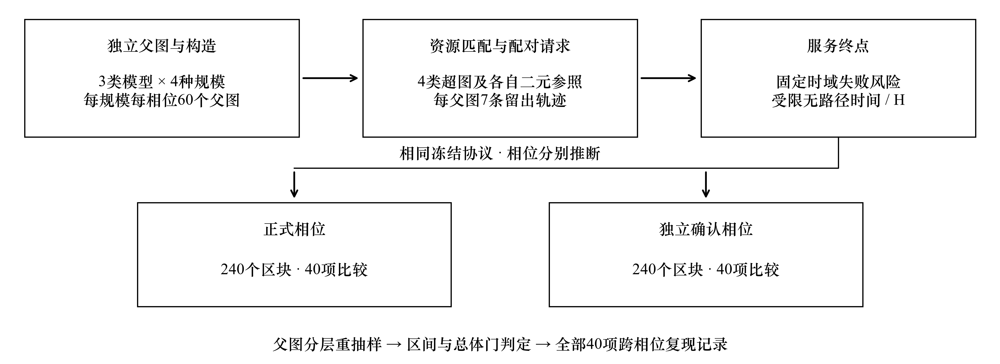 独立父图与构造
3类模型 × 4种规模
每规模每相位60个父图
资源匹配与配对请求
4类超图及各自二元参照
每父图7条留出轨迹
服务终点
固定时域失败风险
受限无路径时间 / H
相同冻结协议 · 相位分别推断
正式相位
240个区块 · 40项比较
独立确认相位
240个区块 · 40项比较
父图分层重抽样 → 区间与总体门判定 → 全部40项跨相位复现记录